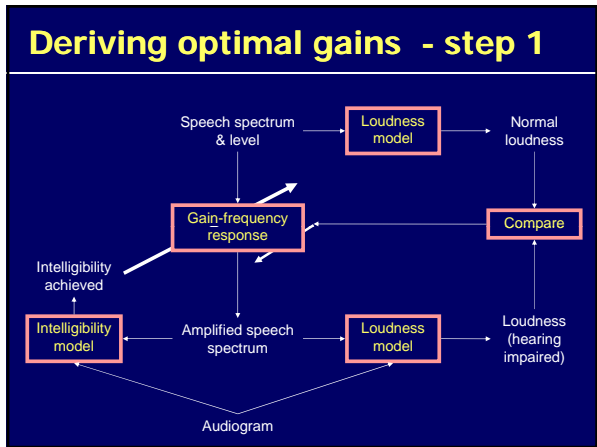 Deriving optimal gains - step 1
Speech spectrum
& level
Loudness
model
Normal
loudness
Gain-frequency
response
Compare
Intelligibility
achieved
Intelligibility
model
Amplified speech
spectrum
Loudness
model
Loudness
(hearing
impaired)
Audiogram